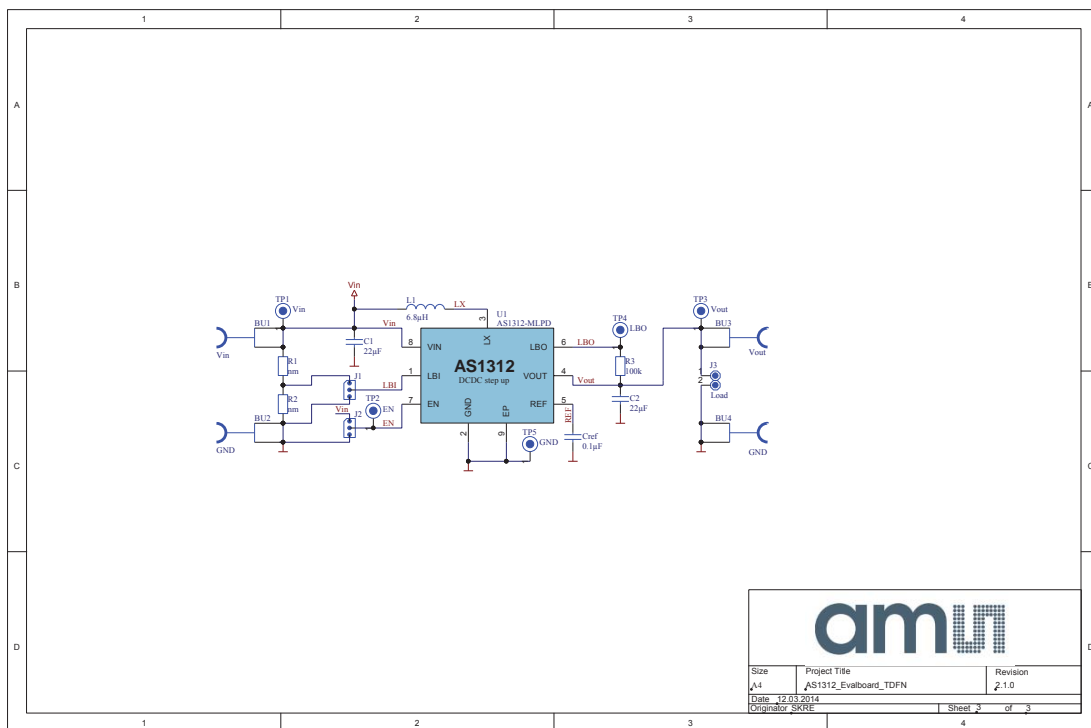 1 2 3 4
A A
B B
C C
D D
Vin
TP1 Vin
BU1
Vin
R1
nm
R2
nm
BU2
GND
C1
22µF
L1
6.8µH
LX
Vin
J1
LBI
Vin
J2
TP2
EN
EN
U1
AS1312-MLPD
3
LX
8 VIN
1 LBI
7 EN
AS1312
DCDC step up
LBO 6
VOUT 4
REF 5
GND
EP
2
9
LBO
TP4
LBO
R3
100k
Vout
C2
22µF
REF
Cref
0.1µF
TP5
GND
TP3
Vout
BU3
Vout
J3
1
2
Load
BU4
GND
amu
Size Project Title Revision
A4 AS1312_Evalboard_TDFN 2.1.0
Date 12.03.2014
Originator SKRE Sheet 3 of 3
1 2 3 4